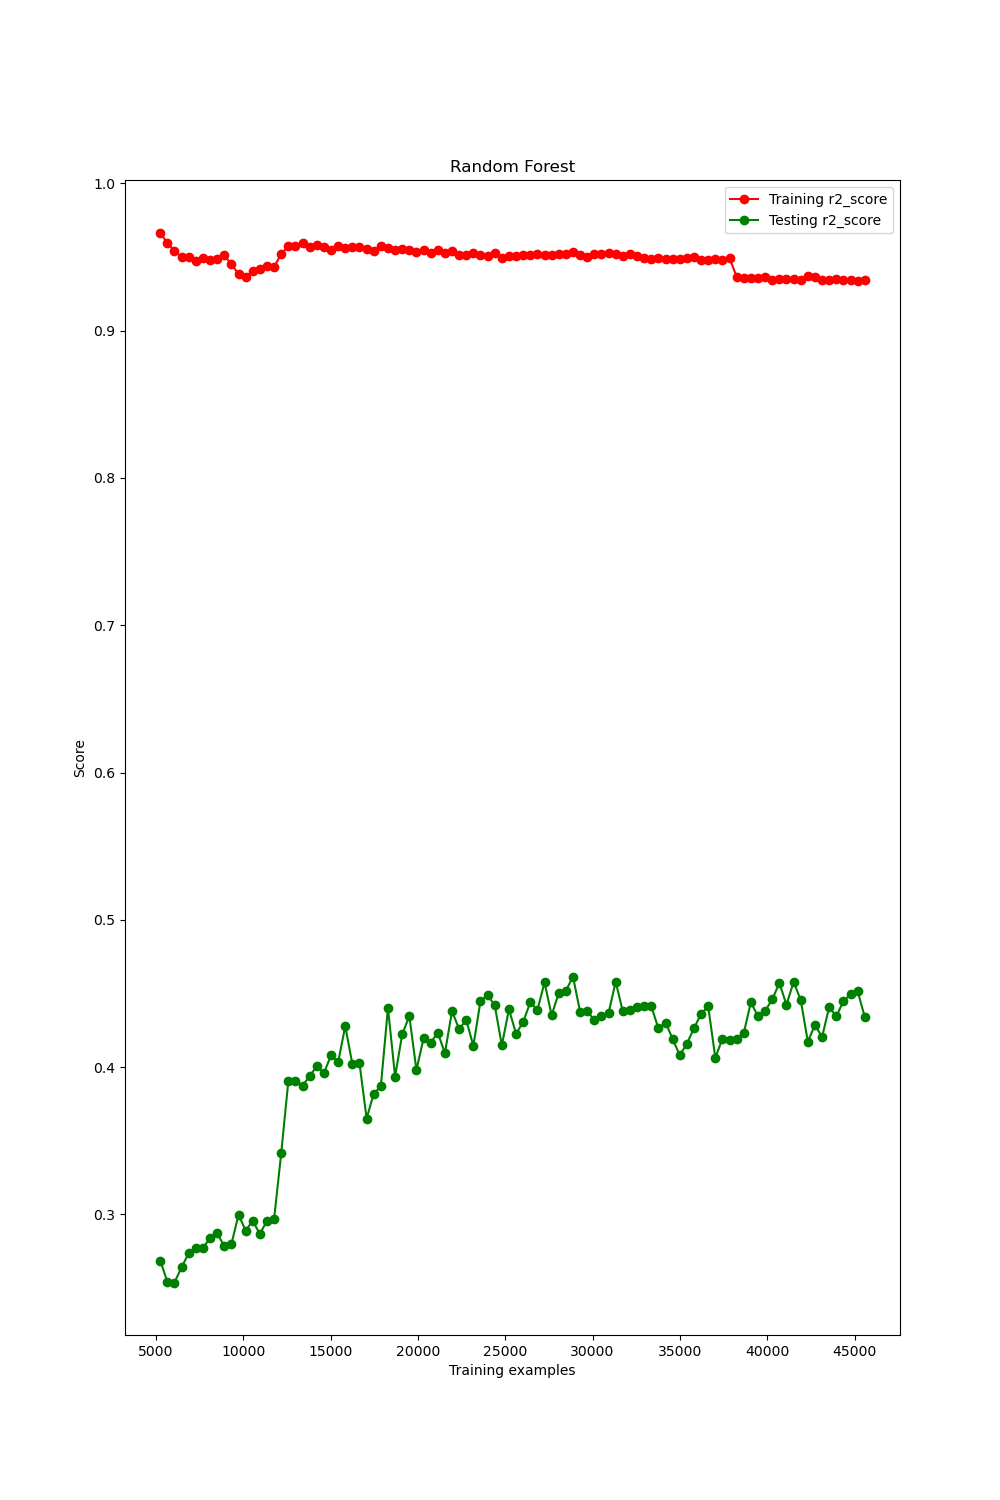 Random Forest
Training r2_score
Testing r2_score
1.0
0.9
0.8
0.7
0.6
0.5
0.4
0.3
Score
5000 10000 15000 20000 25000 30000 35000 40000 45000
Training examples